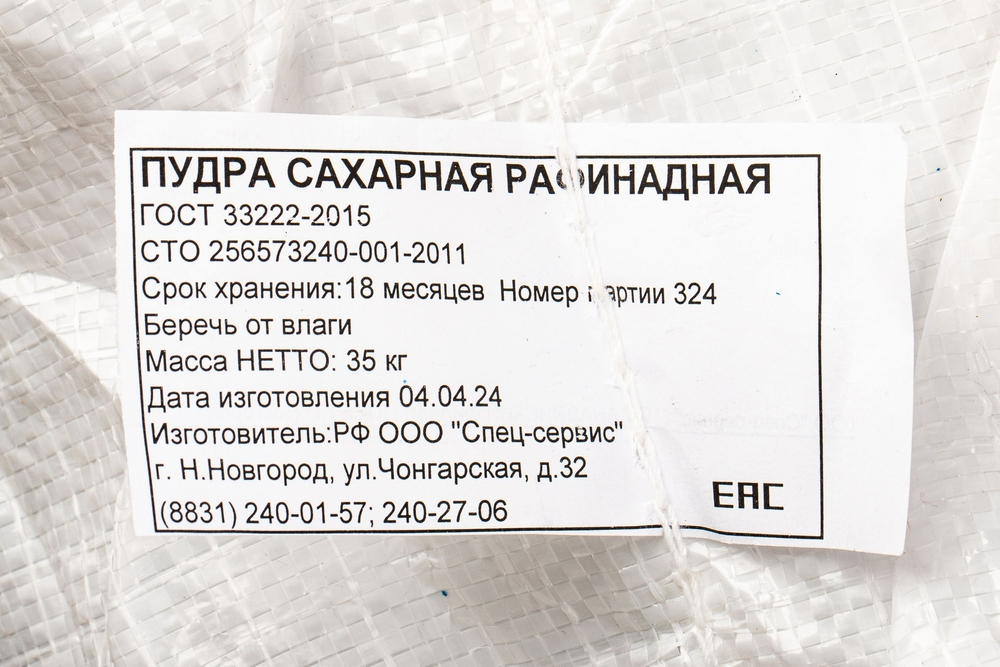 ПУДРА САХАРНАЯ РАФИНАДНАЯ
ГОСТ 33222-2015
СТО 256573240-001-2011
Срок хранения:18 месяцев Номер партии 324
Беречь от влаги
Масса НЕТТО: 35 кг
Дата изготовления 04.04.24
Изготовитель:РФ ООО "Спец-сервис"
г. Н.Новгород, ул.Чонгарская, д.32
(8831) 240-01-57; 240-27-06
ЕАС